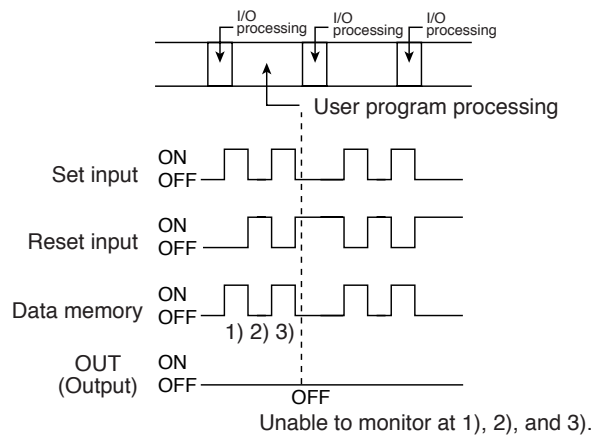 I/O processing
I/O processing
I/O processing
User program processing
Set input
ON
OFF
Reset input
ON
OFF
Data memory
ON
OFF
1) 2) 3)
OUT
(Output)
ON
OFF
OFF
Unable to monitor at 1), 2), and 3).